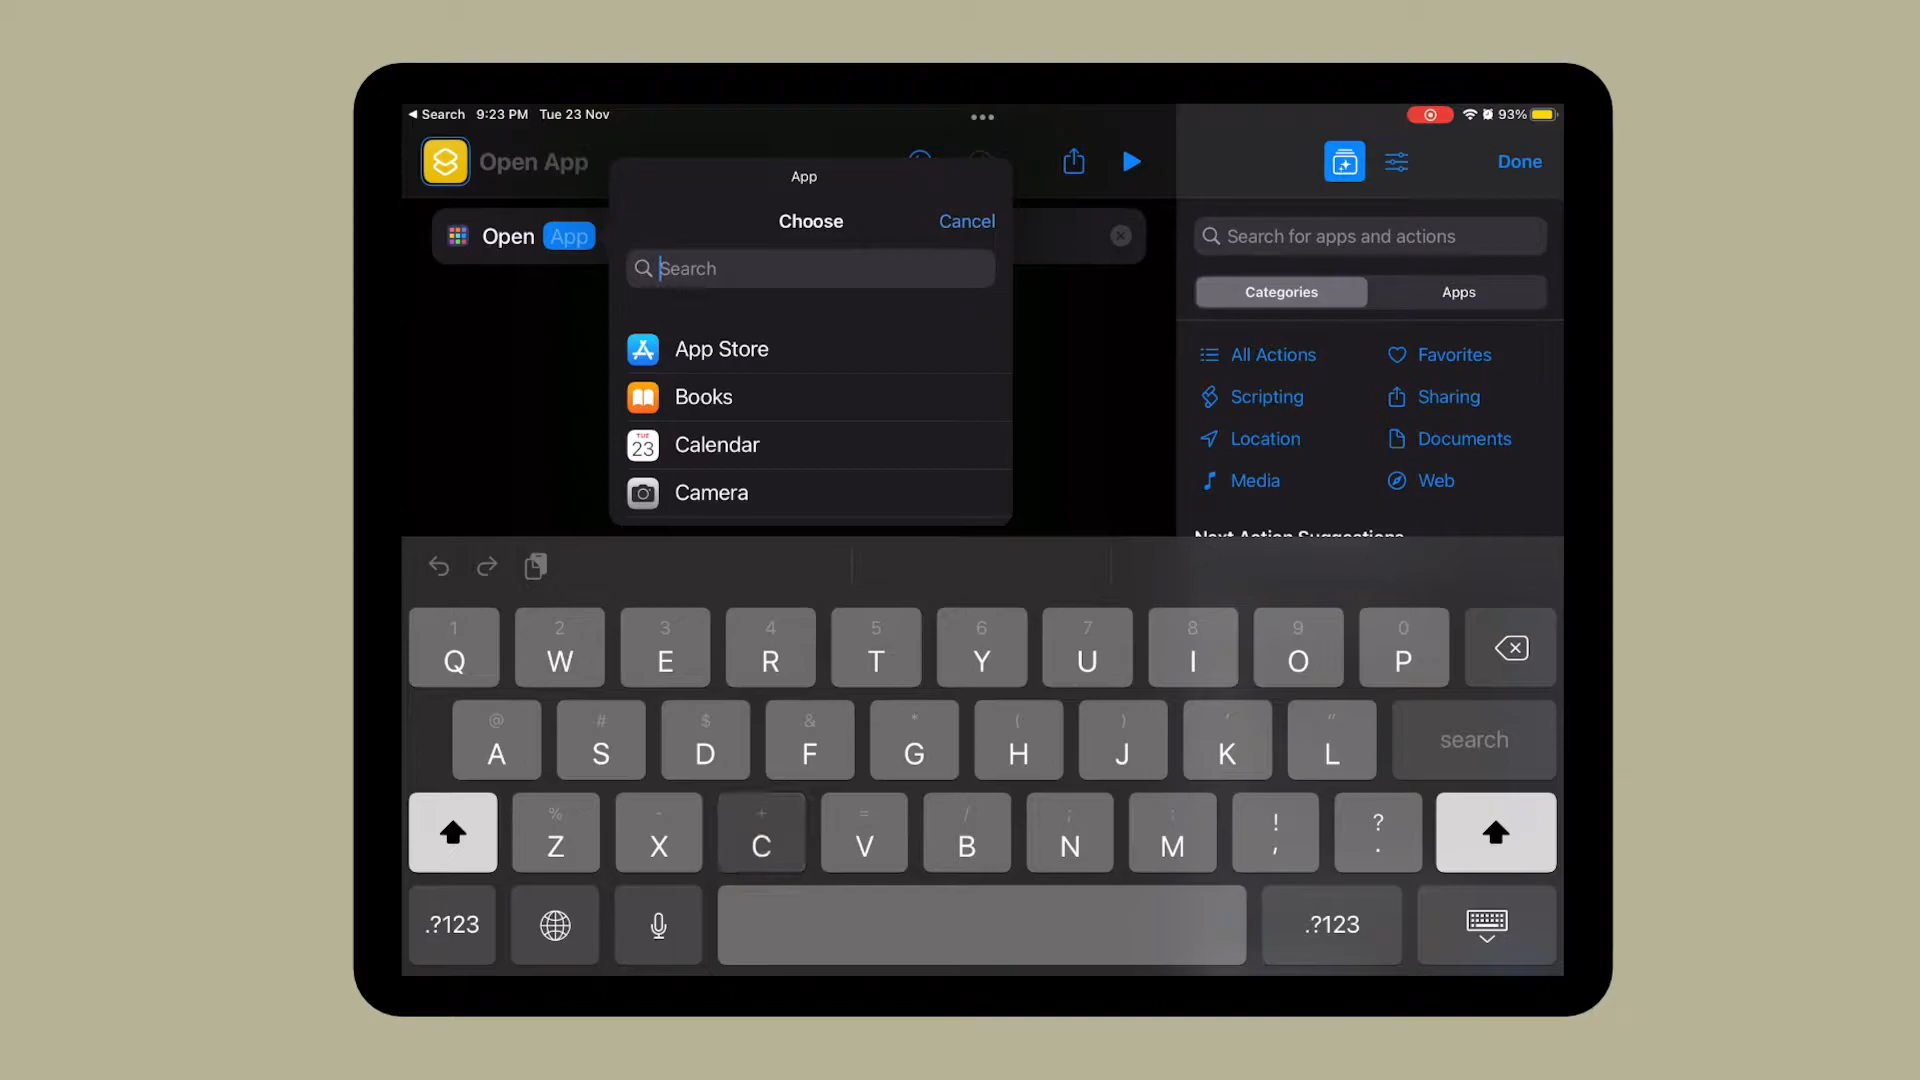 ◀ Search 9:23 PM Tue 23 Nov
93%
Open App
Done
App
Choose Cancel
Search
Open App
App Store
Books
TUE
23
Calendar
Camera
Search for apps and actions
Categories Apps
All Actions Favorites
Scripting Sharing
Location Documents
Media Web
Next Action Suggestions
1 2 3 4 5 6 7 8 9 0
Q W E R T Y U I O P
@ # $ & * ( ) ' "
A S D F G H J K L search
% - + = / ; : ! ?
Z X C V B N M , .
.?123 .?123